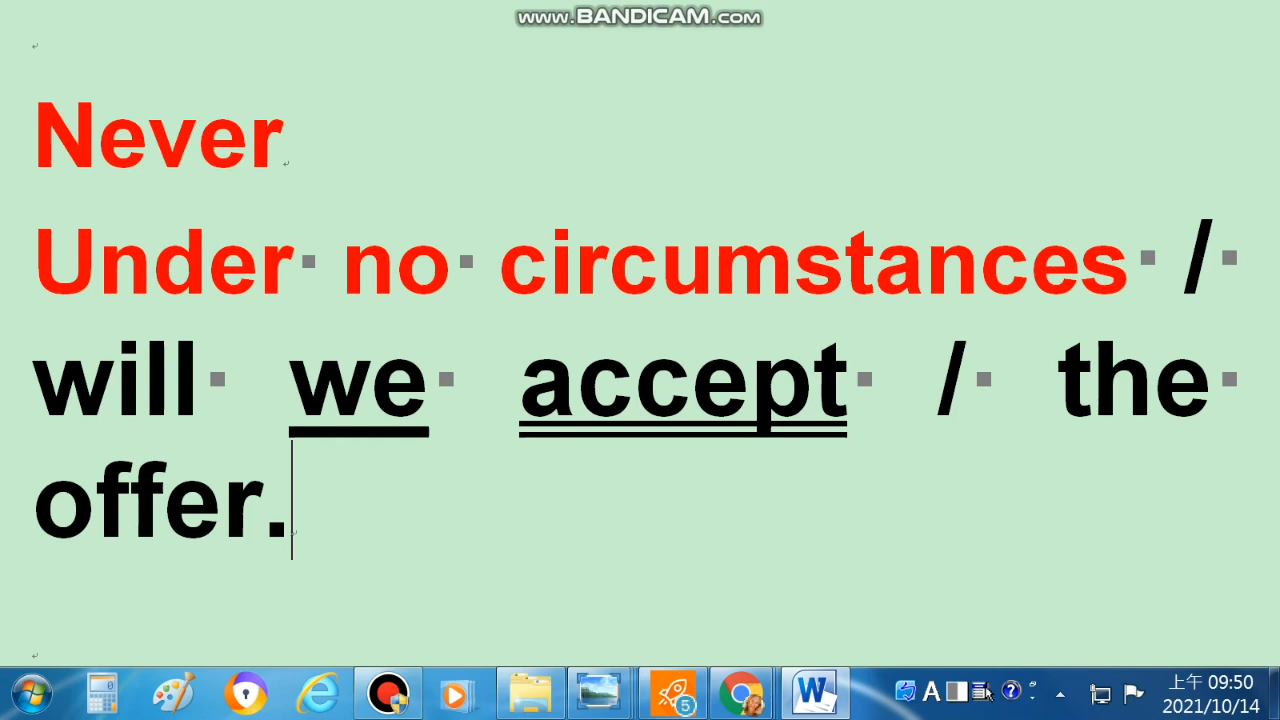 www.BANDICAM.com
Never
Under no circumstances /
will we accept / the
offer.
5
A
上午 09:50
2021/10/14